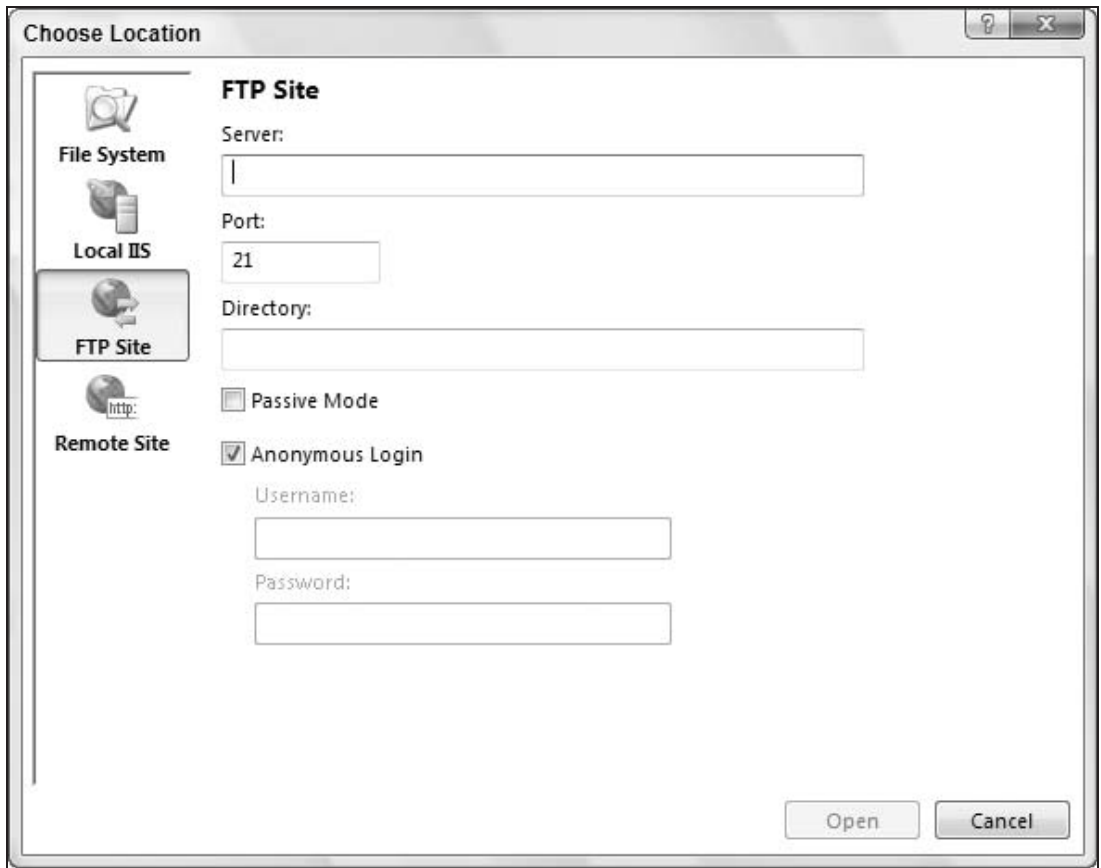 Choose Location
?
File System
Local IIS
FTP Site
http:
Remote Site
FTP Site
Server:
Port:
21
Directory:
Passive Mode
Anonymous Login
Username:
Password:
Open
Cancel